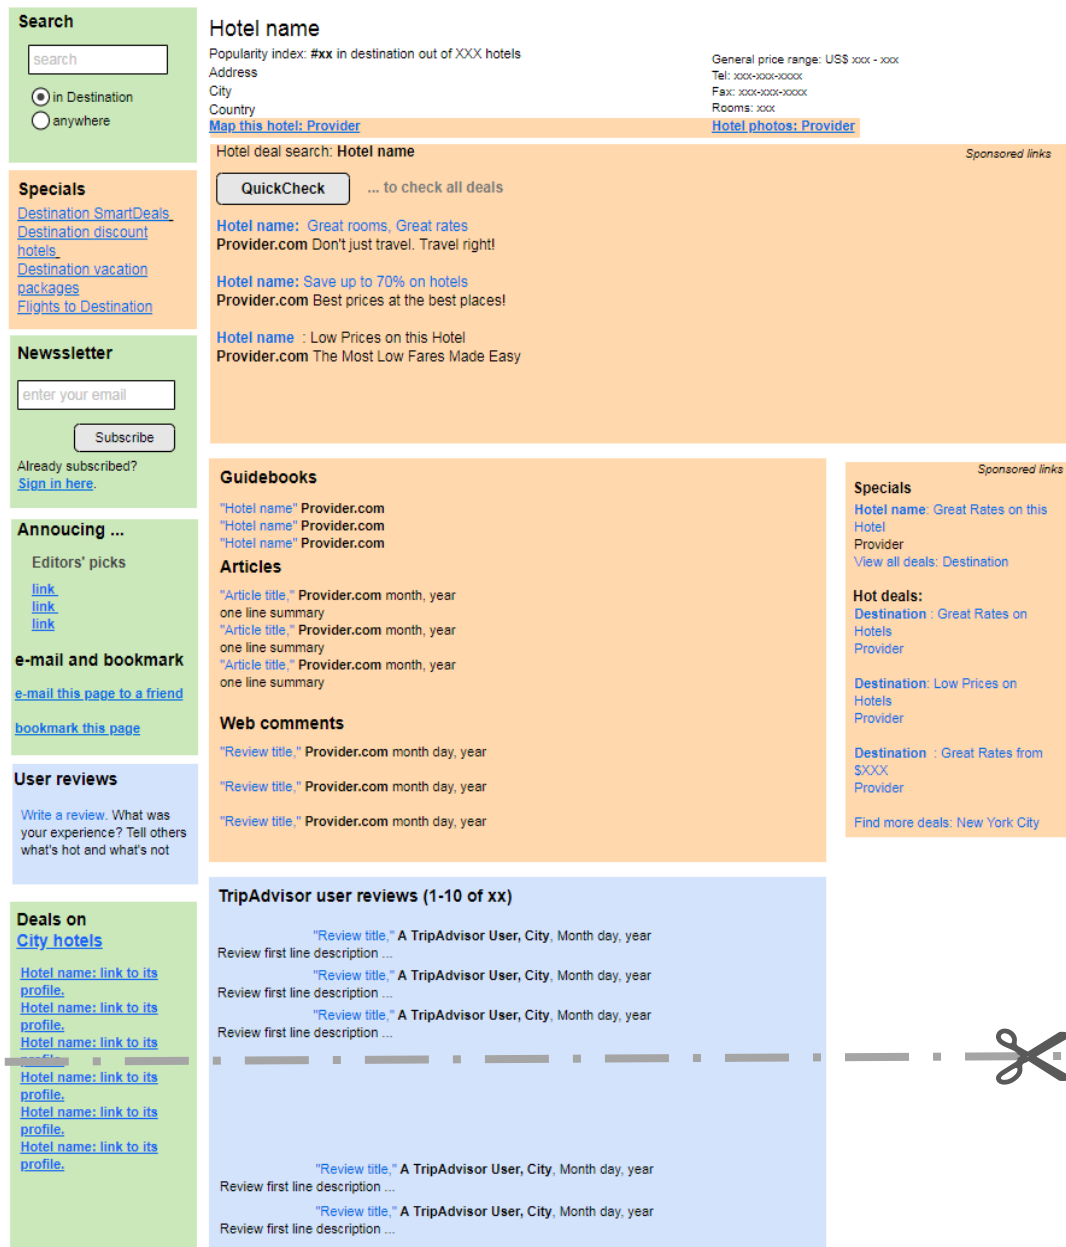 Search
search
in Destination
anywhere
Specials
Destination SmartDeals
Destination discount
hotels
Destination vacation
packages
Flights to Destination
Newssletter
enter your email
Subscribe
Already subscribed?
Sign in here.
Annoucing ...
Editors' picks
link
link
link
e-mail and bookmark
e-mail this page to a friend
bookmark this page
User reviews
Write a review. What was
your experience? Tell others
what's hot and what's not
Deals on
City hotels
Hotel name: link to its
profile.
Hotel name: link to its
profile.
Hotel name: link to its
profile.
Hotel name: link to its
profile.
Hotel name: link to its
profile.
Hotel name: link to its
profile.
Hotel name
Popularity index: #xx in destination out of XXX hotels
Address
City
Country
Map this hotel: Provider
General price range: US$ xxx - xxx
Tel: xxx-xxx-xxxx
Fax: xxx-xxx-xxxx
Rooms: xxx
Hotel photos: Provider
Hotel deal search: Hotel name
Sponsored links
QuickCheck ... to check all deals
Hotel name: Great rooms, Great rates
Provider.com Don't just travel. Travel right!
Hotel name: Save up to 70% on hotels
Provider.com Best prices at the best places!
Hotel name : Low Prices on this Hotel
Provider.com The Most Low Fares Made Easy
Guidebooks
"Hotel name" Provider.com
"Hotel name" Provider.com
"Hotel name" Provider.com
Articles
"Article title," Provider.com month, year
one line summary
"Article title," Provider.com month, year
one line summary
"Article title," Provider.com month, year
one line summary
Web comments
"Review title," Provider.com month day, year
"Review title," Provider.com month day, year
"Review title," Provider.com month day, year
Sponsored links
Specials
Hotel name: Great Rates on this
Hotel
Provider
View all deals: Destination
Hot deals:
Destination : Great Rates on
Hotels
Provider
Destination: Low Prices on
Hotels
Provider
Destination : Great Rates from
$XXX
Provider
Find more deals: New York City
TripAdvisor user reviews (1-10 of xx)
"Review title," A TripAdvisor User, City, Month day, year
Review first line description ...
"Review title," A TripAdvisor User, City, Month day, year
Review first line description ...
"Review title," A TripAdvisor User, City, Month day, year
Review first line description ...
"Review title," A TripAdvisor User, City, Month day, year
Review first line description ...
"Review title," A TripAdvisor User, City, Month day, year
Review first line description ...